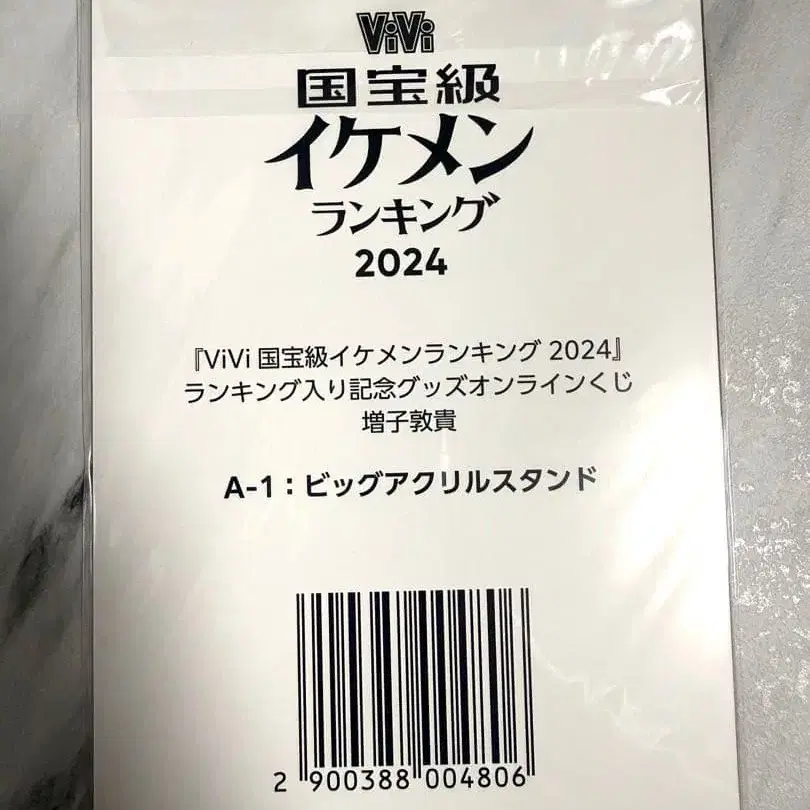 ViVi
国宝級
イケメン
ランキング
2024
『ViVi 国宝級イケメンランキング 2024』
ランキング入り記念グッズオンラインくじ
増子敦貴
A-1：ビッグアクリルスタンド
2 900388 004806